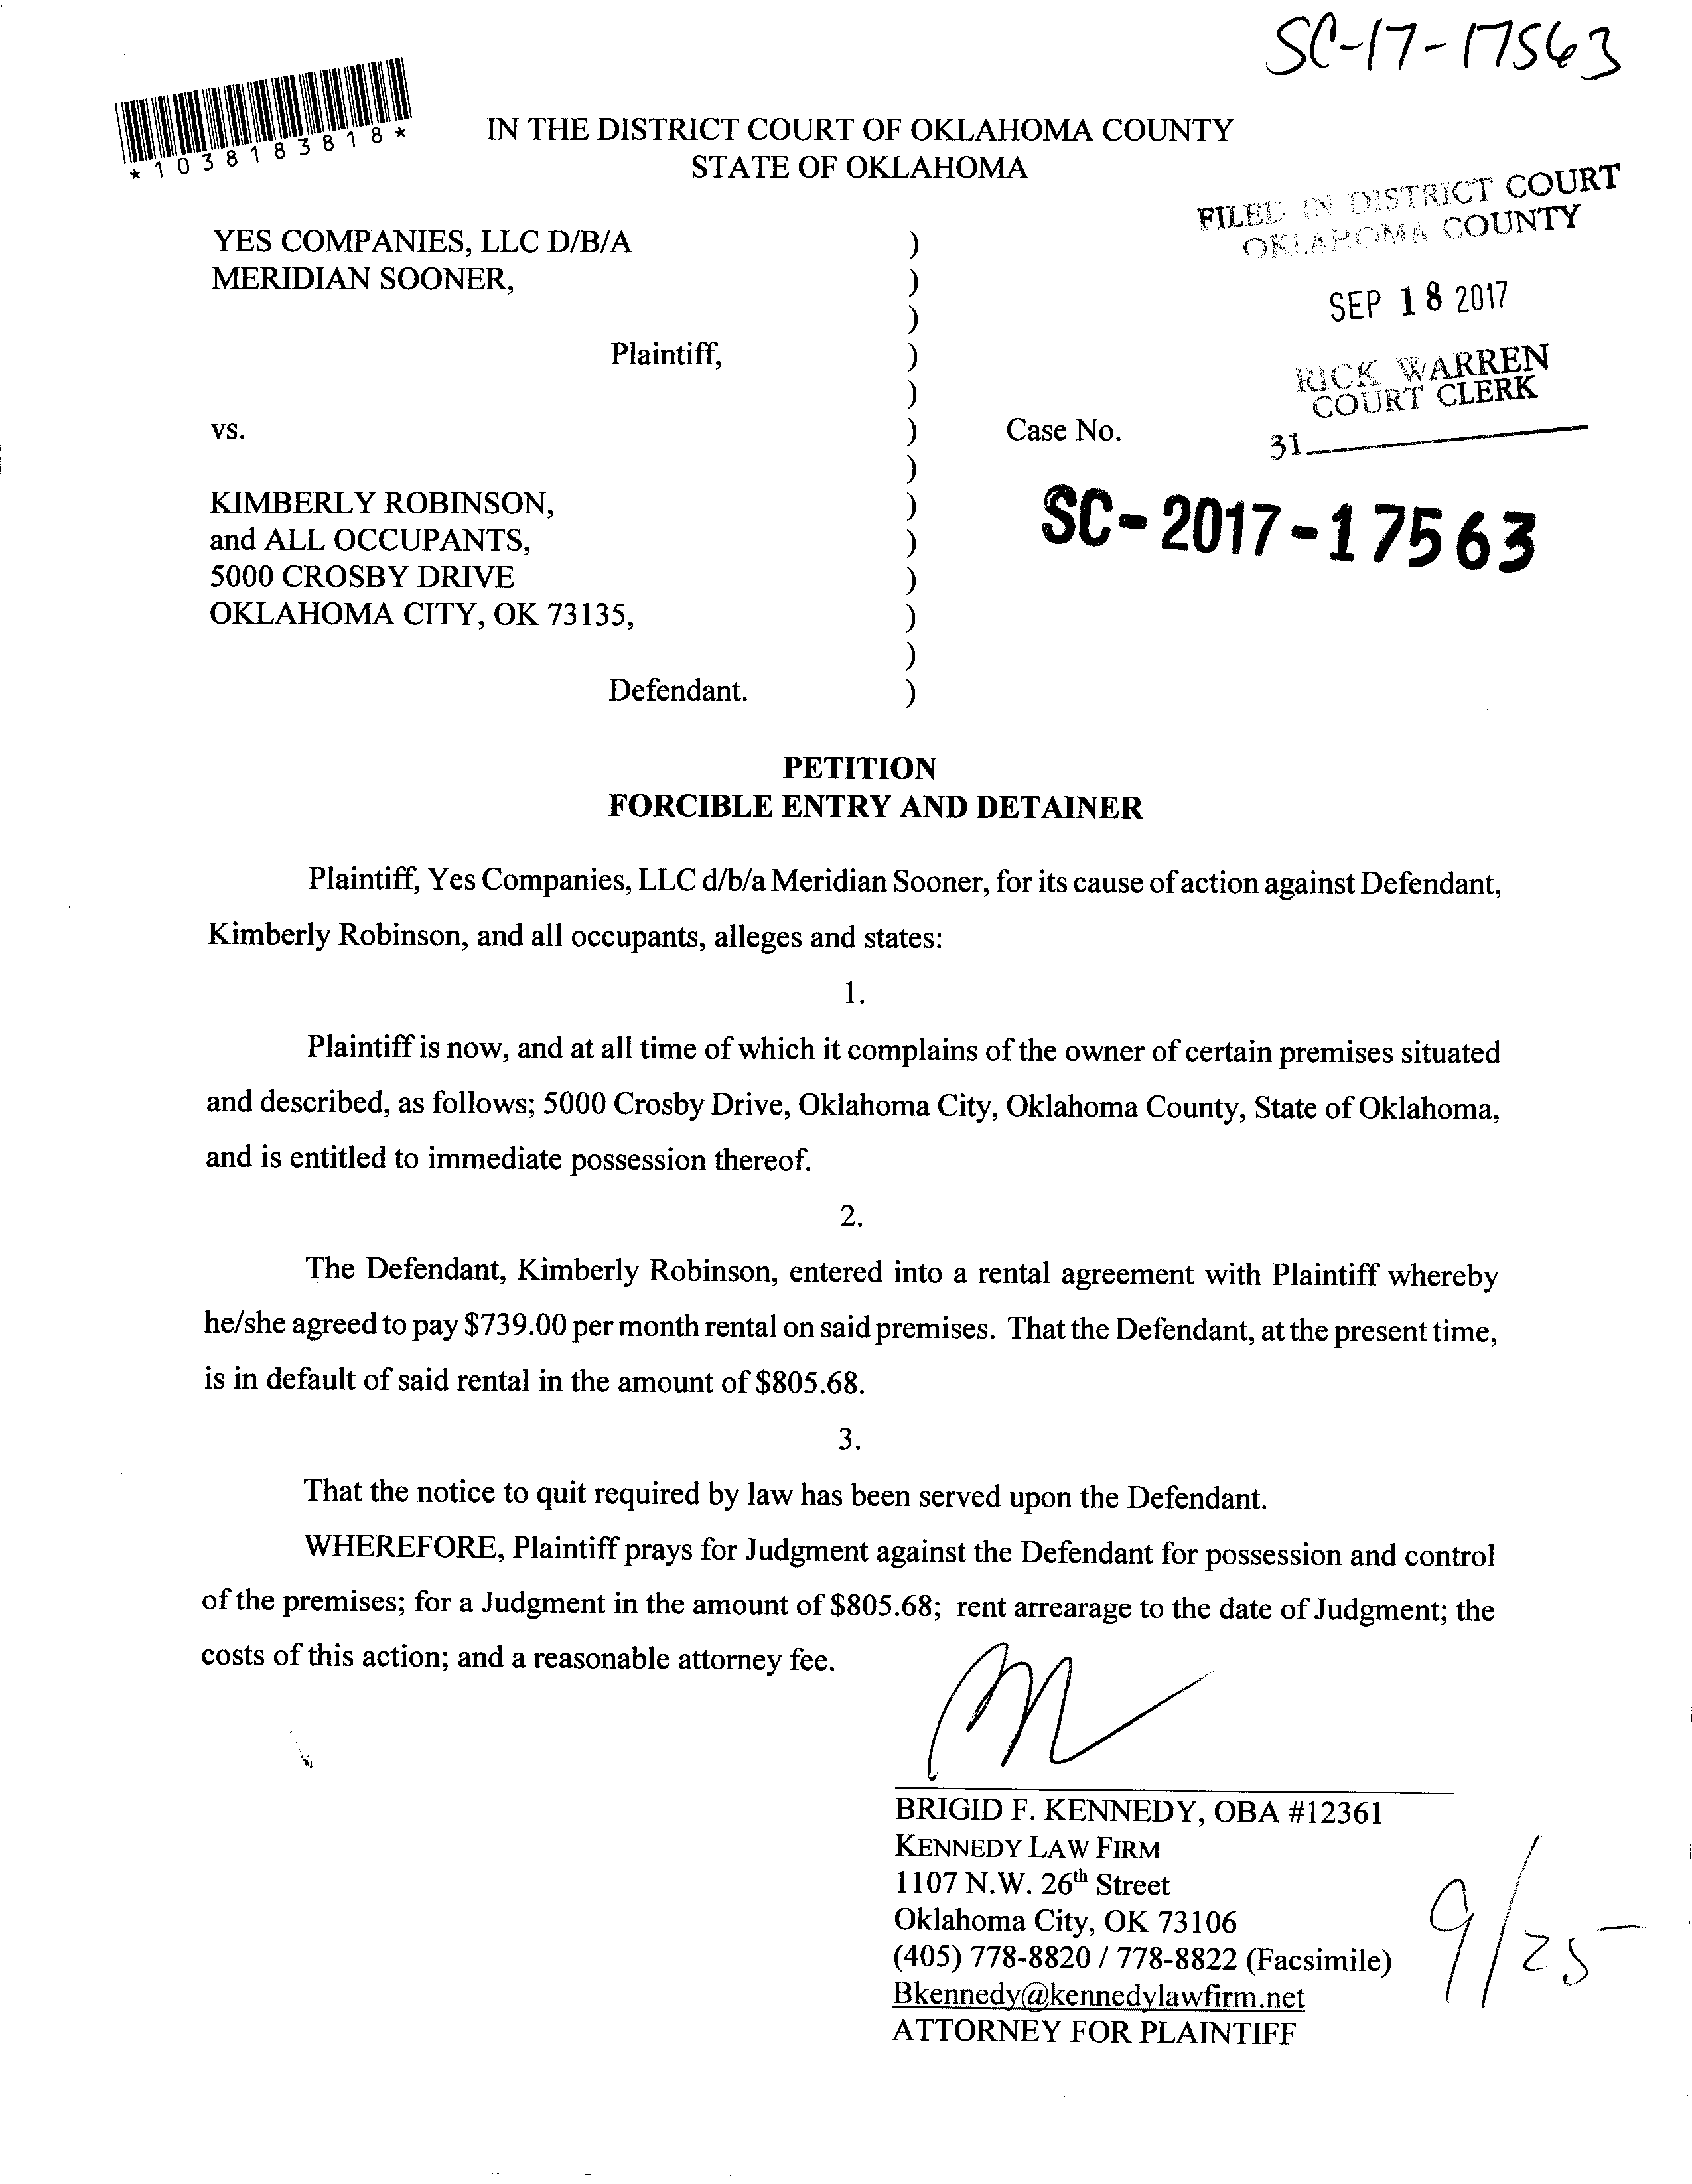 SC-17-17563
*1038183818*
IN THE DISTRICT COURT OF OKLAHOMA COUNTY
STATE OF OKLAHOMA
FILED IN DISTRICT COURT
OKLAHOMA COUNTY
SEP 18 2017
RICK WARREN
COURT CLERK
31
YES COMPANIES, LLC D/B/A )
MERIDIAN SOONER, )
)
Plaintiff, )
)
vs. ) Case No.
)
SC-2017-17563
KIMBERLY ROBINSON, )
and ALL OCCUPANTS, )
5000 CROSBY DRIVE )
OKLAHOMA CITY, OK 73135, )
)
Defendant. )
PETITION
FORCIBLE ENTRY AND DETAINER
Plaintiff, Yes Companies, LLC d/b/a Meridian Sooner, for its cause of action against Defendant,
Kimberly Robinson, and all occupants, alleges and states:
1.
Plaintiff is now, and at all time of which it complains of the owner of certain premises situated
and described, as follows; 5000 Crosby Drive, Oklahoma City, Oklahoma County, State of Oklahoma,
and is entitled to immediate possession thereof.
2.
The Defendant, Kimberly Robinson, entered into a rental agreement with Plaintiff whereby
he/she agreed to pay $739.00 per month rental on said premises. That the Defendant, at the present time,
is in default of said rental in the amount of $805.68.
3.
That the notice to quit required by law has been served upon the Defendant.
WHEREFORE, Plaintiff prays for Judgment against the Defendant for possession and control
of the premises; for a Judgment in the amount of $805.68; rent arrearage to the date of Judgment; the
costs of this action; and a reasonable attorney fee.
BRIGID F. KENNEDY, OBA #12361
KENNEDY LAW FIRM
1107 N.W. 26th Street
Oklahoma City, OK 73106
(405) 778-8820 / 778-8822 (Facsimile)
Bkennedy@kennedylawfirm.net
ATTORNEY FOR PLAINTIFF
9/25